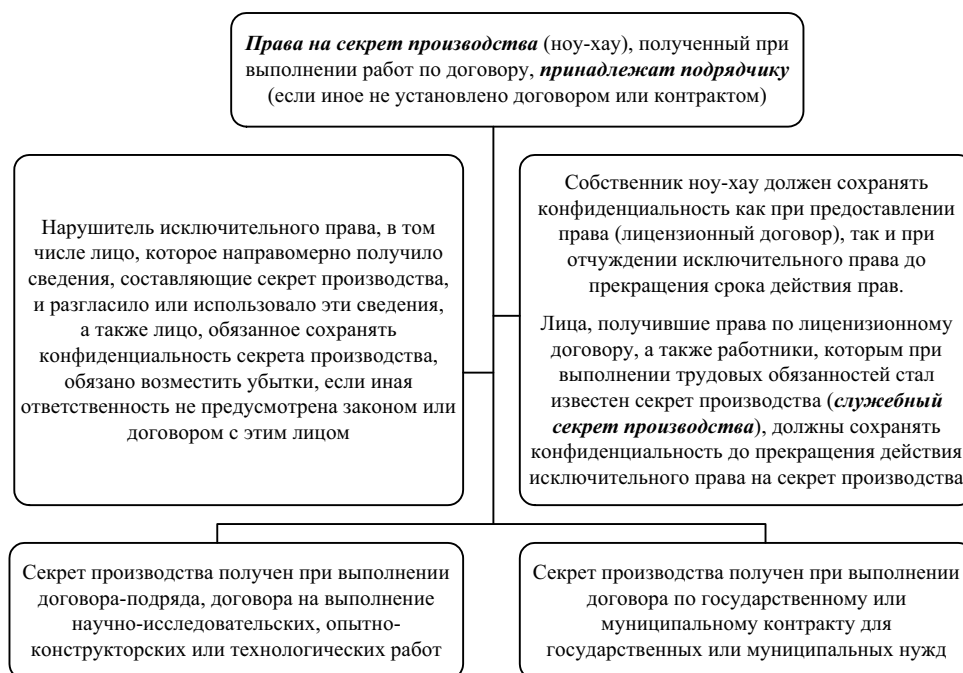 Права на секрет производства (ноу-хау), полученный при
выполнении работ по договору, принадлежат подрядчику
(если иное не установлено договором или контрактом)
Нарушитель исключительного права, в том
числе лицо, которое направомерно получило
сведения, составляющие секрет производства,
и разгласило или использовало эти сведения,
а также лицо, обязанное сохранять
конфиденциальность секрета производства,
обязано возместить убытки, если иная
ответственность не предусмотрена законом или
договором с этим лицом
Собственник ноу-хау должен сохранять
конфиденциальность как при предоставлении
права (лицензионный договор), так и при
отчуждении исключительного права до
прекращения срока действия прав.
Лица, получившие права по лиценизионному
договору, а также работники, которым при
выполнении трудовых обязанностей стал
известен секрет производства (служебный
секрет производства), должны сохранять
конфиденциальность до прекращения действия
исключительного права на секрет производства
Секрет производства получен при выполнении
договора-подряда, договора на выполнение
научно-исследовательских, опытно-
конструкторских или технологических работ
Секрет производства получен при выполнении
договора по государственному или
муниципальному контракту для
государственных или муниципальных нужд